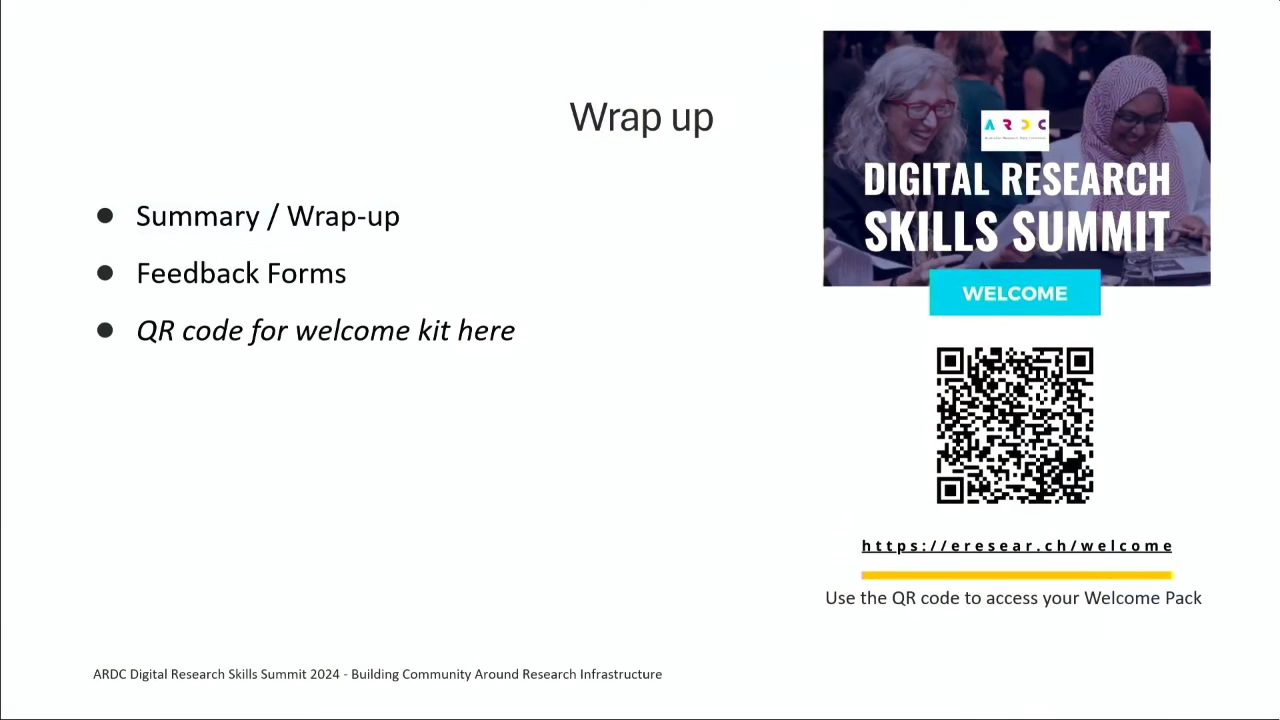 Wrap up
Summary / Wrap-up
Feedback Forms
QR code for welcome kit here
ARDC
DIGITAL RESEARCH
SKILLS SUMMIT
WELCOME
https://eresear.ch/welcome
Use the QR code to access your Welcome Pack
ARDC Digital Research Skills Summit 2024 - Building Community Around Research Infrastructure